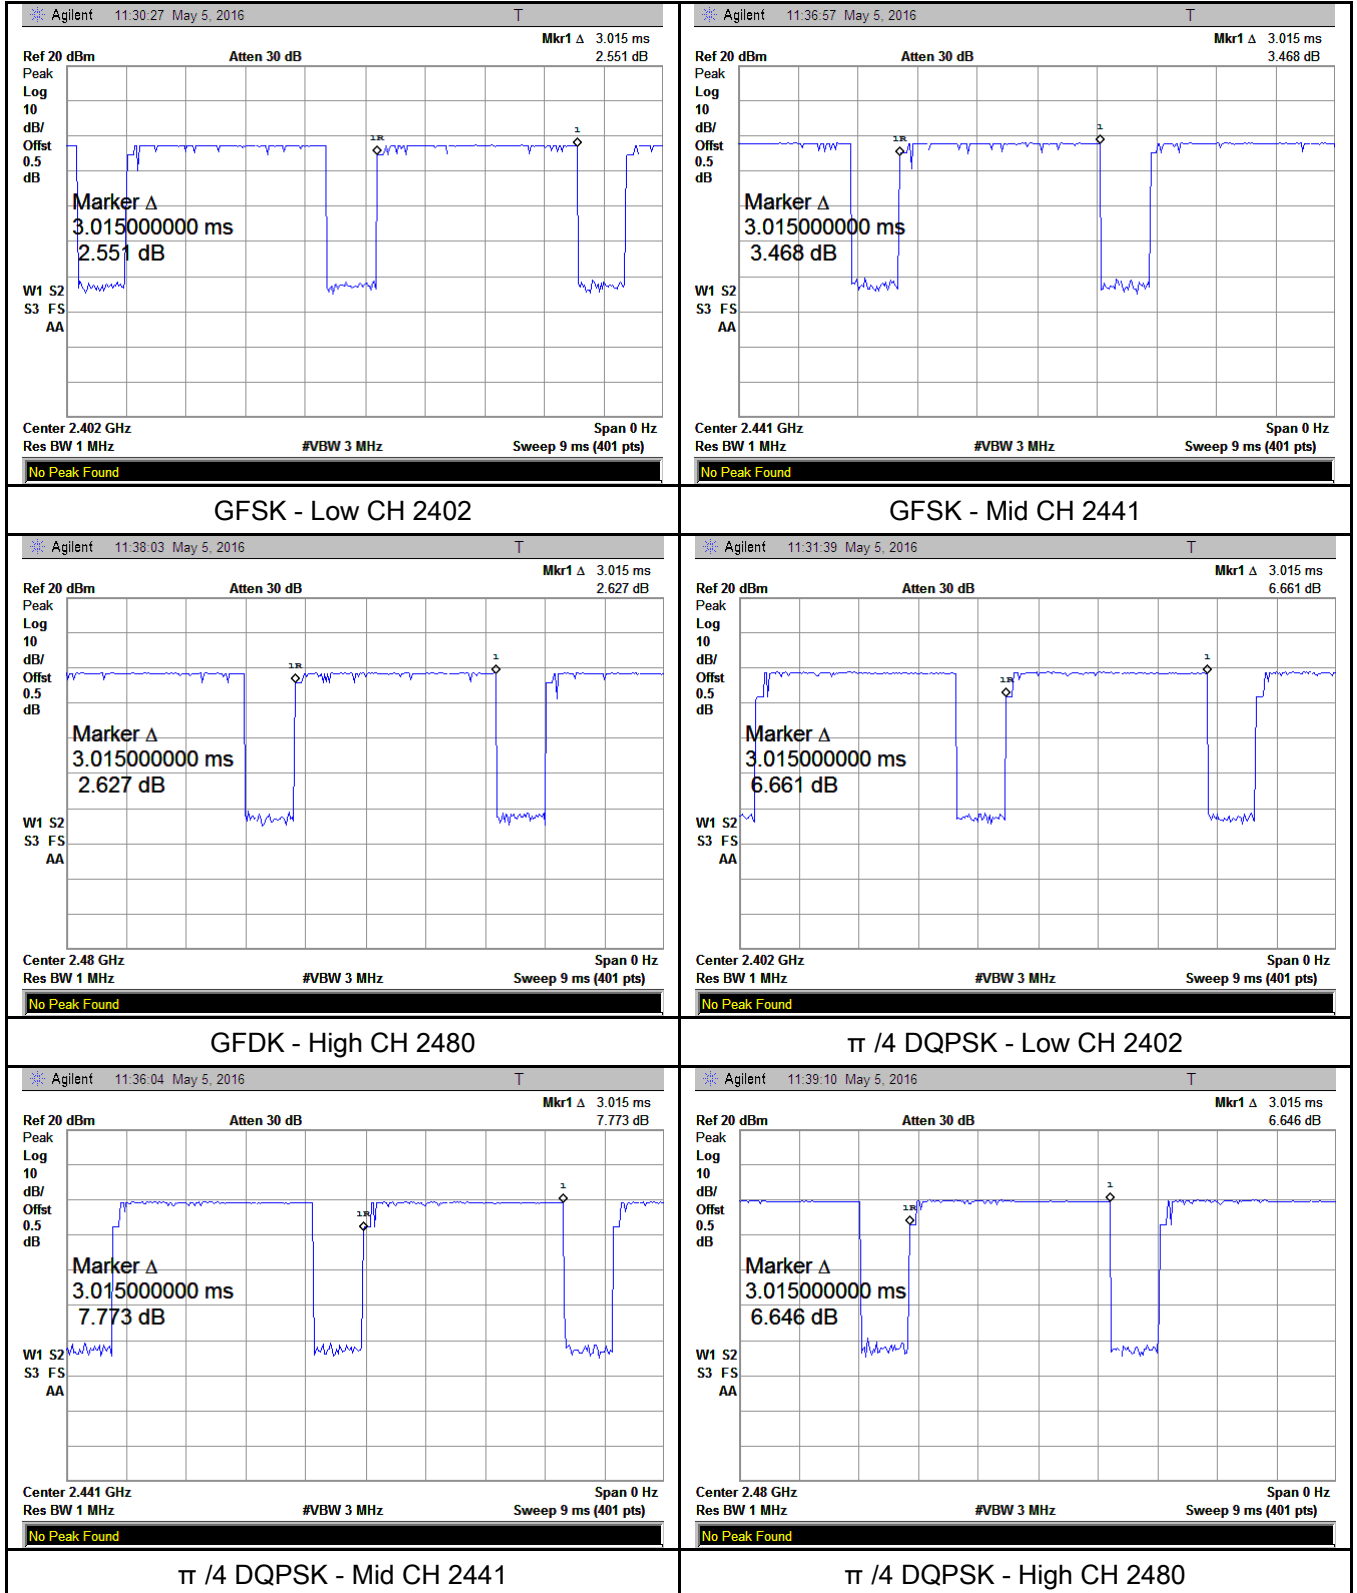 Agilent 11:30:27 May 5, 2016 T
Mkr1 Δ 3.015 ms
Ref 20 dBm Atten 30 dB 2.551 dB
Peak
Log
10
dB/
Offst
0.5
dB
1R
1
Marker Δ
3.015000000 ms
2.551 dB
W1 S2
S3 FS
AA
Center 2.402 GHz Span 0 Hz
Res BW 1 MHz #VBW 3 MHz Sweep 9 ms (401 pts)
No Peak Found
GFSK - Low CH 2402
Agilent 11:36:57 May 5, 2016 T
Mkr1 Δ 3.015 ms
Ref 20 dBm Atten 30 dB 3.468 dB
Peak
Log
10
dB/
Offst
0.5
dB
1R
1
Marker Δ
3.015000000 ms
3.468 dB
W1 S2
S3 FS
AA
Center 2.441 GHz Span 0 Hz
Res BW 1 MHz #VBW 3 MHz Sweep 9 ms (401 pts)
No Peak Found
GFSK - Mid CH 2441
Agilent 11:38:03 May 5, 2016 T
Mkr1 Δ 3.015 ms
Ref 20 dBm Atten 30 dB 2.627 dB
Peak
Log
10
dB/
Offst
0.5
dB
1R
1
Marker Δ
3.015000000 ms
2.627 dB
W1 S2
S3 FS
AA
Center 2.48 GHz Span 0 Hz
Res BW 1 MHz #VBW 3 MHz Sweep 9 ms (401 pts)
No Peak Found
GFDK - High CH 2480
Agilent 11:31:39 May 5, 2016 T
Mkr1 Δ 3.015 ms
Ref 20 dBm Atten 30 dB 6.661 dB
Peak
Log
10
dB/
Offst
0.5
dB
1R
1
Marker Δ
3.015000000 ms
6.661 dB
W1 S2
S3 FS
AA
Center 2.402 GHz Span 0 Hz
Res BW 1 MHz #VBW 3 MHz Sweep 9 ms (401 pts)
No Peak Found
π /4 DQPSK - Low CH 2402
Agilent 11:36:04 May 5, 2016 T
Mkr1 Δ 3.015 ms
Ref 20 dBm Atten 30 dB 7.773 dB
Peak
Log
10
dB/
Offst
0.5
dB
1R
1
Marker Δ
3.015000000 ms
7.773 dB
W1 S2
S3 FS
AA
Center 2.441 GHz Span 0 Hz
Res BW 1 MHz #VBW 3 MHz Sweep 9 ms (401 pts)
No Peak Found
π /4 DQPSK - Mid CH 2441
Agilent 11:39:10 May 5, 2016 T
Mkr1 Δ 3.015 ms
Ref 20 dBm Atten 30 dB 6.646 dB
Peak
Log
10
dB/
Offst
0.5
dB
1R
1
Marker Δ
3.015000000 ms
6.646 dB
W1 S2
S3 FS
AA
Center 2.48 GHz Span 0 Hz
Res BW 1 MHz #VBW 3 MHz Sweep 9 ms (401 pts)
No Peak Found
π /4 DQPSK - High CH 2480